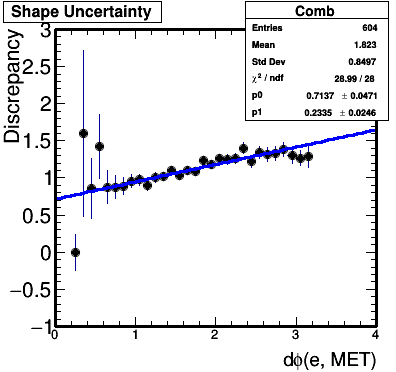 Shape Uncertainty
Comb
Entries 604
Mean 1.823
Std Dev 0.8497
χ² / ndf 28.99 / 28
p0 0.7137 ± 0.0471
p1 0.2335 ± 0.0246
Discrepancy
3
2.5
2
1.5
1
0.5
0
−0.5
−1
0 1 2 3 4
dϕ(e, MET)